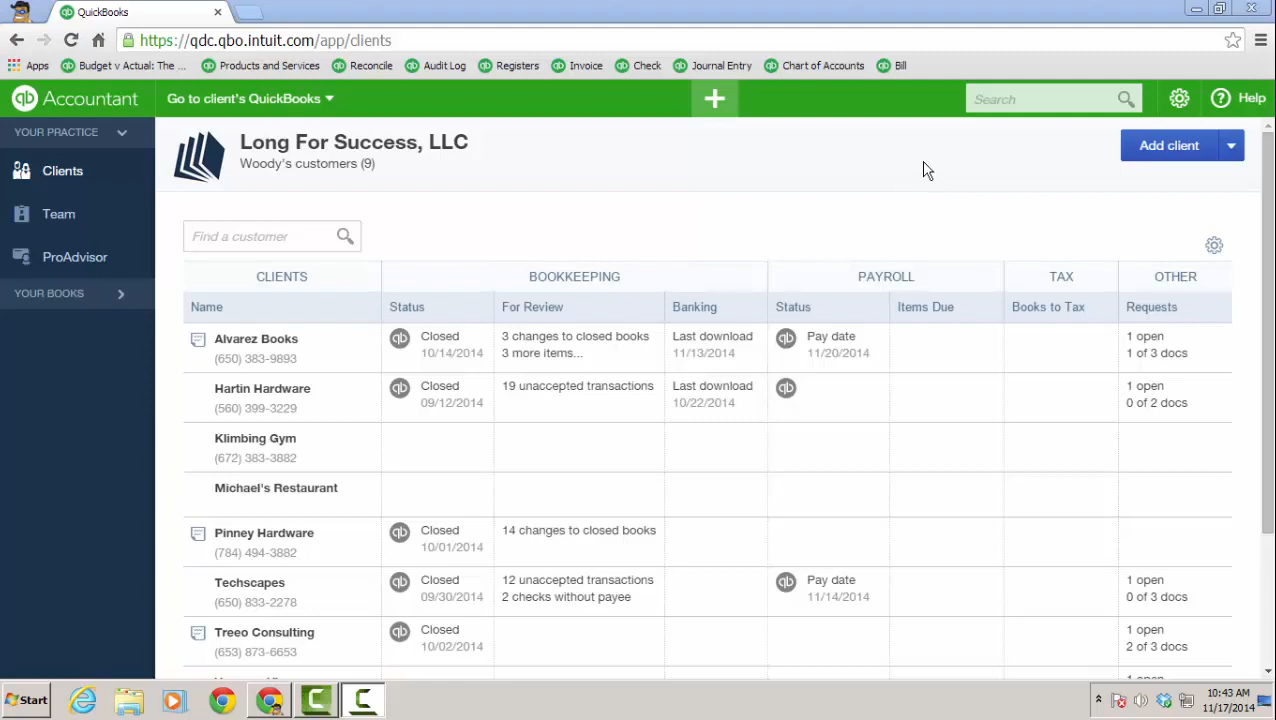 QuickBooks
https://qdc.qbo.intuit.com/app/clients
Apps Budget v Actual: The ... Products and Services Reconcile Audit Log Registers Invoice Check Journal Entry Chart of Accounts Bill
qb Accountant Go to client's QuickBooks Search Help
YOUR PRACTICE
Clients
Team
ProAdvisor
YOUR BOOKS
Long For Success, LLC
Woody's customers (9)
Add client
Find a customer
CLIENTS BOOKKEEPING PAYROLL TAX OTHER
Name Status For Review Banking Status Items Due Books to Tax Requests
Alvarez Books qb Closed 3 changes to closed books Last download qb Pay date 1 open
(650) 383-9893 10/14/2014 3 more items... 11/13/2014 11/20/2014 1 of 3 docs
Hartin Hardware qb Closed 19 unaccepted transactions Last download qb 1 open
(560) 399-3229 09/12/2014 10/22/2014 0 of 2 docs
Klimbing Gym
(672) 383-3882
Michael's Restaurant
Pinney Hardware qb Closed 14 changes to closed books
(784) 494-3882 10/01/2014
Techscapes qb Closed 12 unaccepted transactions qb Pay date 1 open
(650) 833-2278 09/30/2014 2 checks without payee 11/14/2014 0 of 3 docs
Treeo Consulting qb Closed 1 open
(653) 873-6653 10/02/2014 2 of 3 docs
Start 10:43 AM
11/17/2014